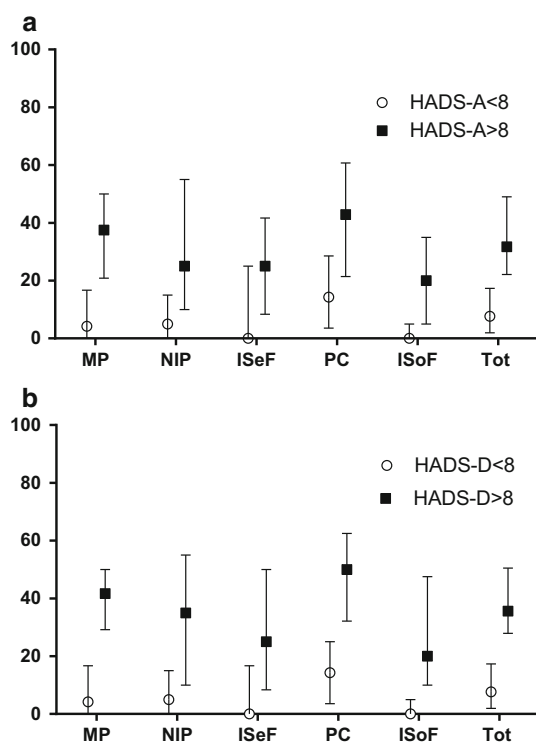 a
100
80
60
40
20
0
HADS-A<8
HADS-A>8
MP NIP ISeF PC ISoF Tot
b
100
80
60
40
20
0
HADS-D<8
HADS-D>8
MP NIP ISeF PC ISoF Tot